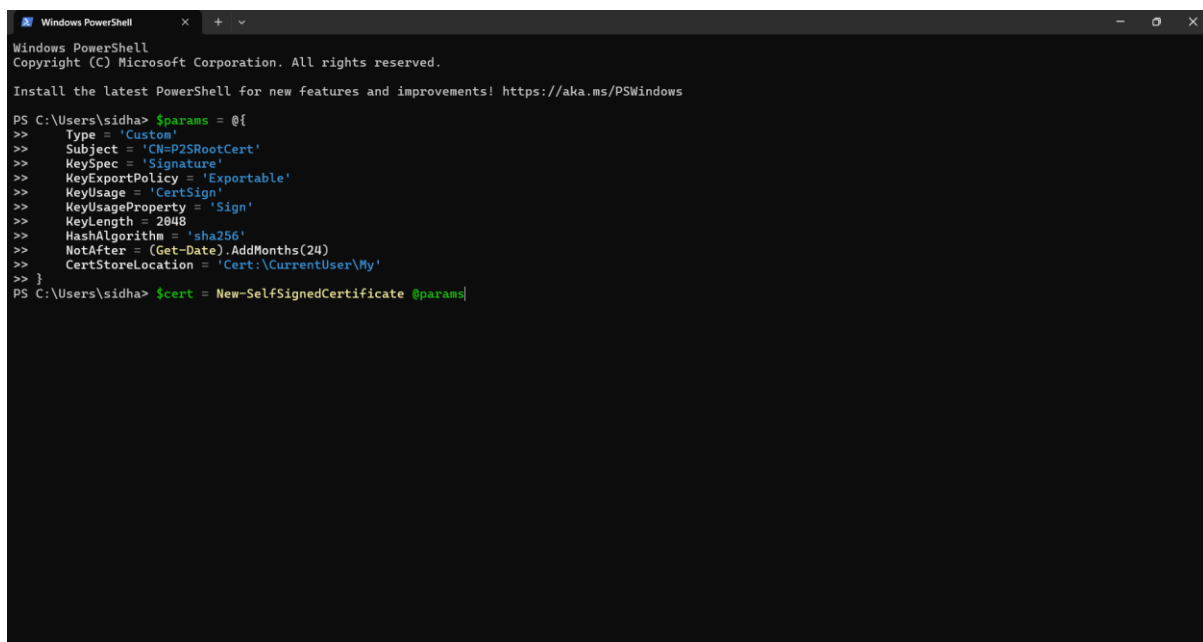 Windows PowerShell
Windows PowerShell
Copyright (C) Microsoft Corporation. All rights reserved.
Install the latest PowerShell for new features and improvements! https://aka.ms/PSWindows
PS C:\Users\sidha> $params = @{
>>     Type = 'Custom'
>>     Subject = 'CN=P2SRootCert'
>>     KeySpec = 'Signature'
>>     KeyExportPolicy = 'Exportable'
>>     KeyUsage = 'CertSign'
>>     KeyUsageProperty = 'Sign'
>>     KeyLength = 2048
>>     HashAlgorithm = 'sha256'
>>     NotAfter = (Get-Date).AddMonths(24)
>>     CertStoreLocation = 'Cert:\CurrentUser\My'
>> }
PS C:\Users\sidha> $cert = New-SelfSignedCertificate @params